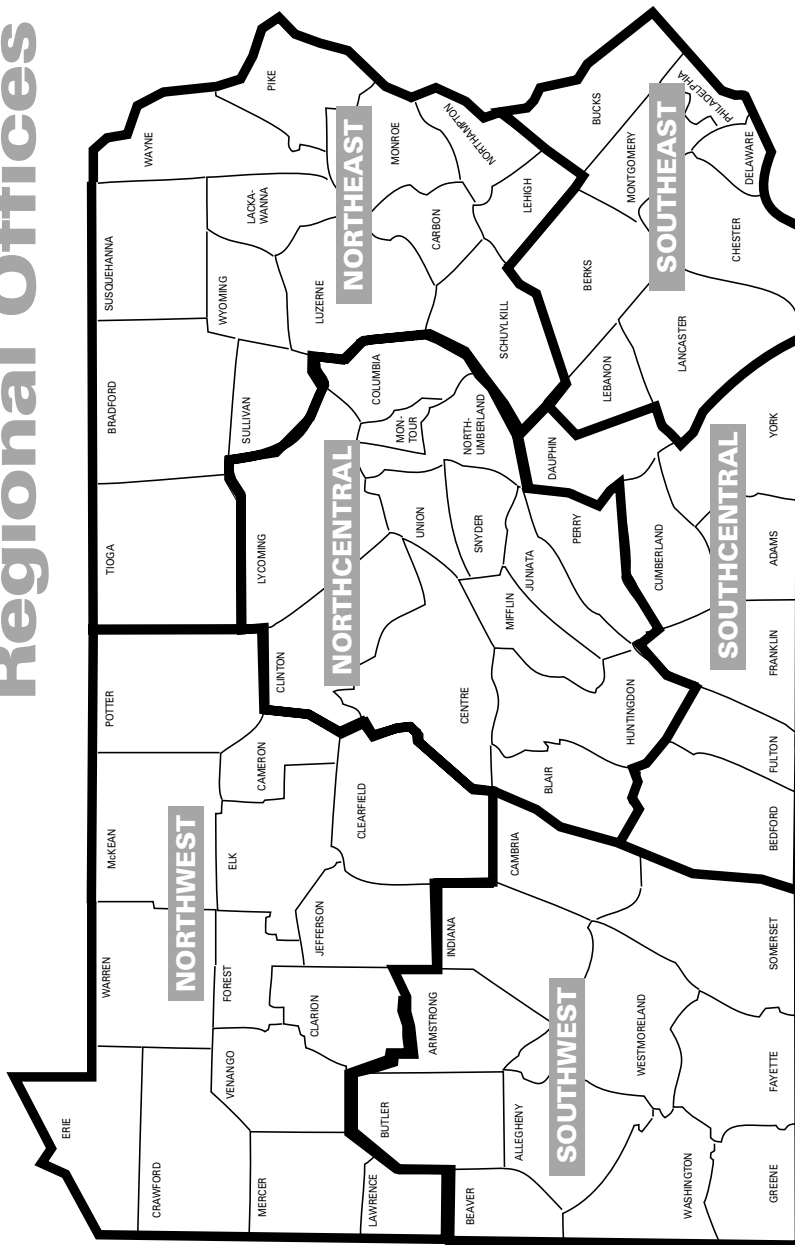 Regional Offices
ERIE
CRAWFORD
MERCER
LAWRENCE
BEAVER
WASHINGTON
GREENE
WARREN
FOREST
VENANGO
CLARION
BUTLER
ARMSTRONG
ALLEGHENY
SOUTHWEST
WESTMORELAND
FAYETTE
SOMERSET
McKEAN
NORTHWEST
ELK
JEFFERSON
INDIANA
CAMBRIA
CLEARFIELD
POTTER
CAMERON
CLINTON
CENTRE
BLAIR
HUNTINGDON
BEDFORD
FULTON
FRANKLIN
TIOGA
LYCOMING
NORTHCENTRAL
UNION
SNYDER
MIFFLIN
JUNIATA
PERRY
CUMBERLAND
SOUTHCENTRAL
ADAMS
YORK
BRADFORD
SULLIVAN
COLUMBIA
MON-
TOUR
NORTH-
UMBERLAND
DAUPHIN
LEBANON
LANCASTER
SUSQUEHANNA
WYOMING
LACKA-
WANNA
LUZERNE
NORTHEAST
SCHUYLKILL
CARBON
BERKS
SOUTHEAST
CHESTER
WAYNE
PIKE
MONROE
NORTHAMPTON
LEHIGH
BUCKS
MONTGOMERY
PHILADELPHIA
DELAWARE